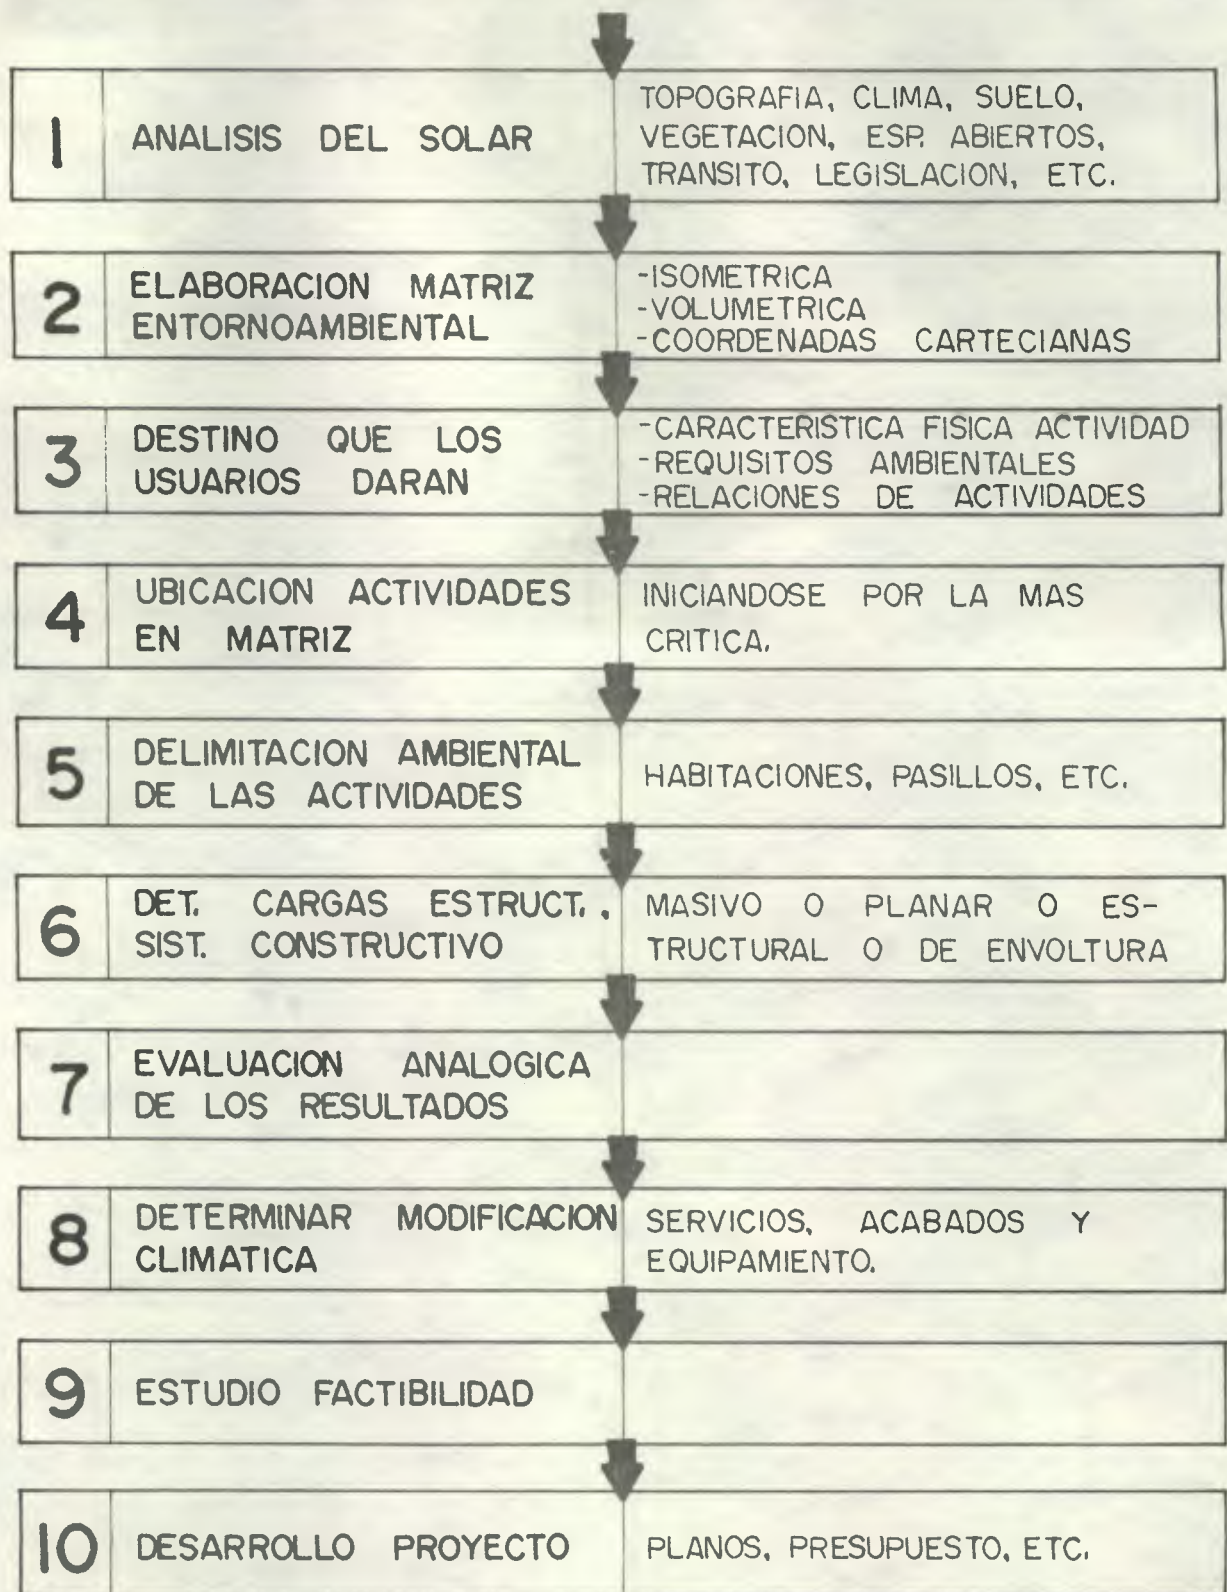 1
ANALISIS DEL SOLAR
TOPOGRAFIA, CLIMA, SUELO,
VEGETACION, ESP. ABIERTOS,
TRANSITO, LEGISLACION, ETC.
2
ELABORACION MATRIZ
ENTORNOAMBIENTAL
-ISOMETRICA
-VOLUMETRICA
-COORDENADAS CARTECIANAS
3
DESTINO QUE LOS
USUARIOS DARAN
-CARACTERISTICA FISICA ACTIVIDAD
-REQUISITOS AMBIENTALES
-RELACIONES DE ACTIVIDADES
4
UBICACION ACTIVIDADES
EN MATRIZ
INICIANDOSE POR LA MAS
CRITICA.
5
DELIMITACION AMBIENTAL
DE LAS ACTIVIDADES
HABITACIONES, PASILLOS, ETC.
6
DET. CARGAS ESTRUCT.,
SIST. CONSTRUCTIVO
MASIVO O PLANAR O ES-
TRUCTURAL O DE ENVOLTURA
7
EVALUACION ANALOGICA
DE LOS RESULTADOS
8
DETERMINAR MODIFICACION
CLIMATICA
SERVICIOS, ACABADOS Y
EQUIPAMIENTO.
9
ESTUDIO FACTIBILIDAD
10
DESARROLLO PROYECTO
PLANOS, PRESUPUESTO, ETC.